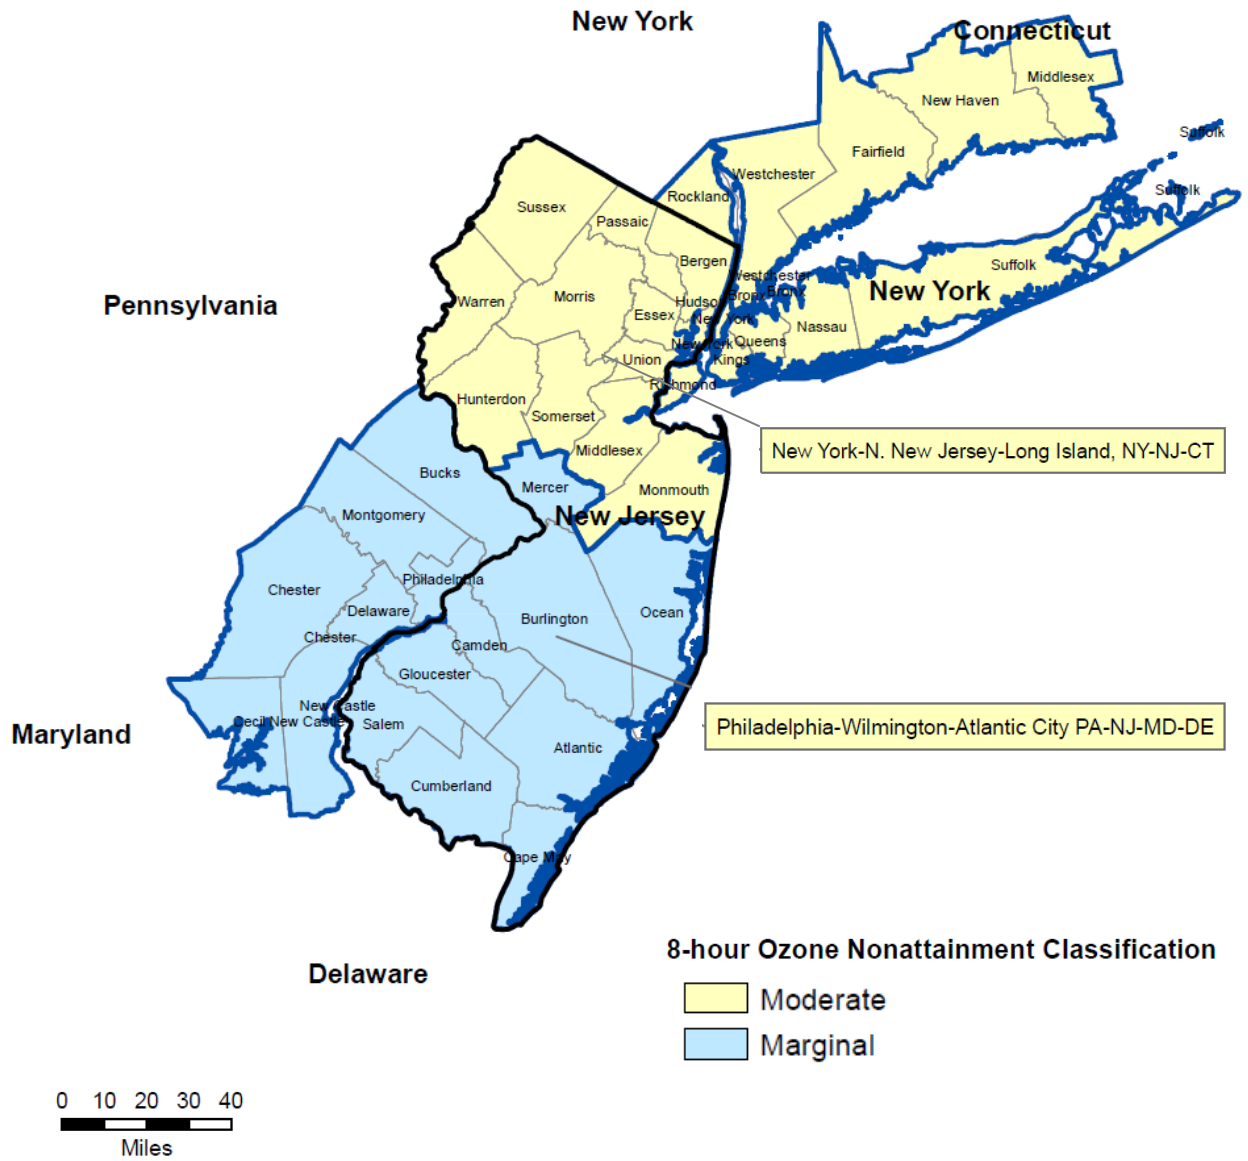 New York
Connecticut
Middlesex
New Haven
Suffolk
Fairfield
Westchester
Suffolk
Rockland
Sussex
Passaic
Bergen
Suffolk
Westchester
Pennsylvania
Warren
Morris
Hudson
Bronx
Bronx
New York
Essex
New York
Nassau
New York
Queens
Union
Kings
Richmond
Hunterdon
Somerset
Middlesex
New York-N. New Jersey-Long Island, NY-NJ-CT
Bucks
Mercer
Monmouth
Montgomery
New Jersey
Philadelphia
Chester
Delaware
Burlington
Ocean
Chester
Camden
Gloucester
New Castle
Cecil
New Castle
Salem
Philadelphia-Wilmington-Atlantic City PA-NJ-MD-DE
Maryland
Atlantic
Cumberland
Cape May
Delaware
8-hour Ozone Nonattainment Classification
Moderate
Marginal
0 10 20 30 40
Miles